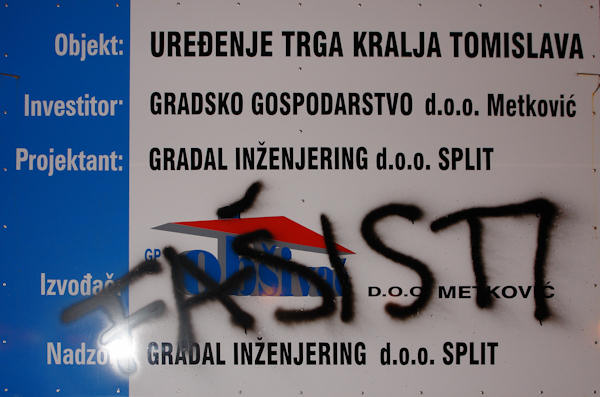 Objekt: UREĐENJE TRGA KRALJA TOMISLAVA
Investitor: GRADSKO GOSPODARSTVO d.o.o. Metković
Projektant: GRADAL INŽENJERING d.o.o. SPLIT
GP
Izvođač: D.O.O. METKOVIĆ
FAŠISTI
Nadzor: GRADAL INŽENJERING d.o.o. SPLIT